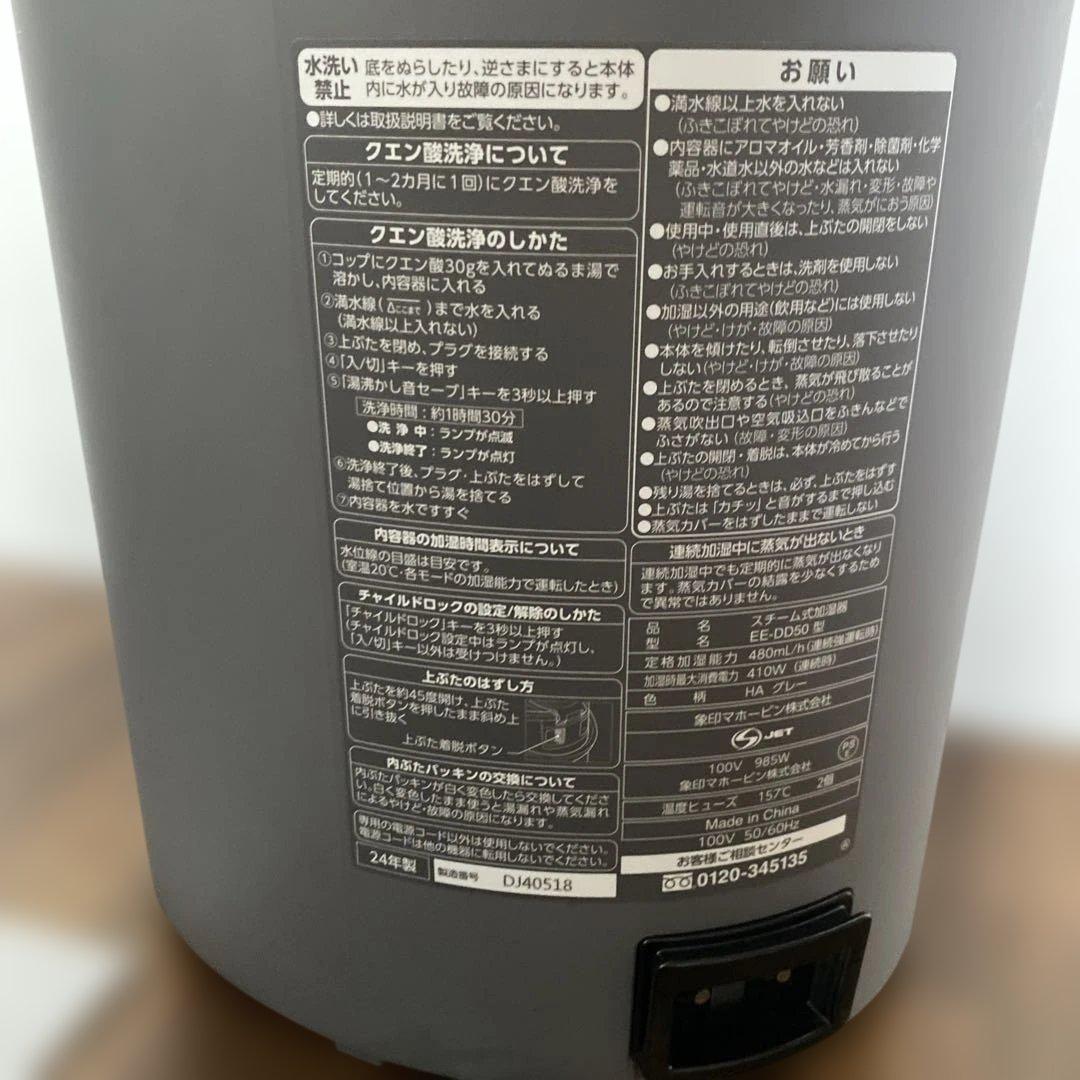 水洗い
禁止
底をぬらしたり、逆さまにすると本体
内に水が入り故障の原因になります。
●詳しくは取扱説明書をご覧ください。
クエン酸洗浄について
定期的(1〜2カ月に1回)にクエン酸洗浄を
してください。
クエン酸洗浄のしかた
①コップにクエン酸30gを入れてぬるま湯で
溶かし、内容器に入れる
②満水線(△ここまで)まで水を入れる
(満水線以上入れない)
③上ぶたを閉め、プラグを接続する
④「入/切」キーを押す
⑤「湯沸かし音セーブ」キーを3秒以上押す
洗浄時間:約1時間30分
●洗浄中:ランプが点滅
●洗浄終了:ランプが点灯
⑥洗浄終了後、プラグ・上ぶたをはずして
湯捨て位置から湯を捨てる
⑦内容器を水ですすぐ
内容器の加湿時間表示について
水位線の目盛は目安です。
(室温20℃・各モードの加湿能力で運転したとき)
チャイルドロックの設定/解除のしかた
「チャイルドロック」キーを3秒以上押す
(チャイルドロック設定中はランプが点灯し、
「入/切」キー以外は受けつけません。)
上ぶたのはずし方
上ぶたを約45度開け、上ぶた
着脱ボタンを押したまま斜め上
に引き抜く
上ぶた着脱ボタン
内ぶたパッキンの交換について
内ぶたパッキンが白く変色したら交換してくださ
い。白く変色したまま使うと湯漏れや蒸気漏れ
によるやけど・故障の原因になります。
専用の電源コード以外は使用しないでください。
電源コードは他の機器に転用しないでください。
24年製
製造番号 DJ40518
お願い
●満水線以上水を入れない
(ふきこぼれてやけどの恐れ)
●内容器にアロマオイル・芳香剤・除菌剤・化学
薬品・水道水以外の水などは入れない
(ふきこぼれてやけど・水漏れ・変形・故障や
運転音が大きくなったり、蒸気がにおう原因)
●使用中・使用直後は、上ぶたの開閉をしない
(やけどの恐れ)
●お手入れするときは、洗剤を使用しない
(ふきこぼれてやけどの恐れ)
●加湿以外の用途(飲用など)には使用しない
(やけど・けが・故障の原因)
●本体を傾けたり、転倒させたり、落下させたり
しない(やけど・けが・故障の原因)
●上ぶたを閉めるとき、蒸気が飛び散ることが
あるので注意する(やけどの恐れ)
●蒸気吹出口や空気吸込口をふきんなどで
ふさがない(故障・変形の原因)
●上ぶたの開閉・着脱は、本体が冷めてから行う
(やけどの恐れ)
●残り湯を捨てるときは、必ず、上ぶたをはずす
●上ぶたは「カチッ」と音がするまで押し込む
●蒸気カバーをはずしたままで運転しない
連続加湿中に蒸気が出ないとき
連続加湿中でも定期的に蒸気が出なくなり
ます。蒸気カバーの結露を少なくするため
で異常ではありません。
品名 スチーム式加湿器
型名 EE-DD50型
定格加湿能力 480mL/h(連続強運転時)
加湿時最大消費電力 410W(連続時)
色柄 HA グレー
象印マホービン株式会社
S JET
100V 985W
PS
E
象印マホービン株式会社
温度ヒューズ 157℃ 2個
Made in China
100V 50/60Hz
お客様ご相談センター
0120-345135
Ⓐ